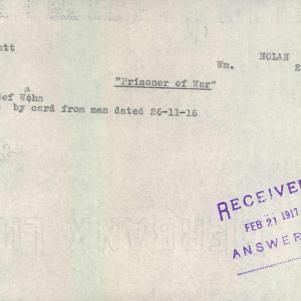 att
NOLAN
Wm. 2
"Prisoner of War"
a
ef Wohn
by card from man dated 26-11-16
RECEIVE
FEB 27 1917
ANSWER